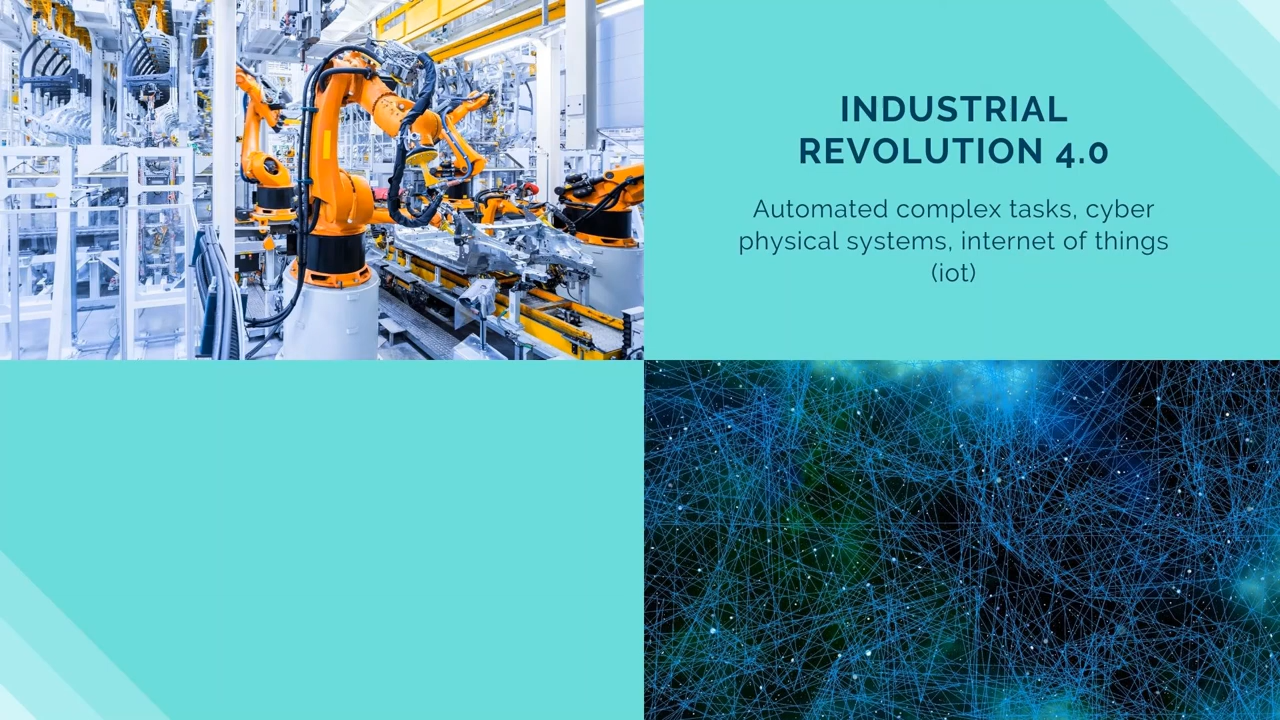 INDUSTRIAL
REVOLUTION 4.0
Automated complex tasks, cyber
physical systems, internet of things
(iot)